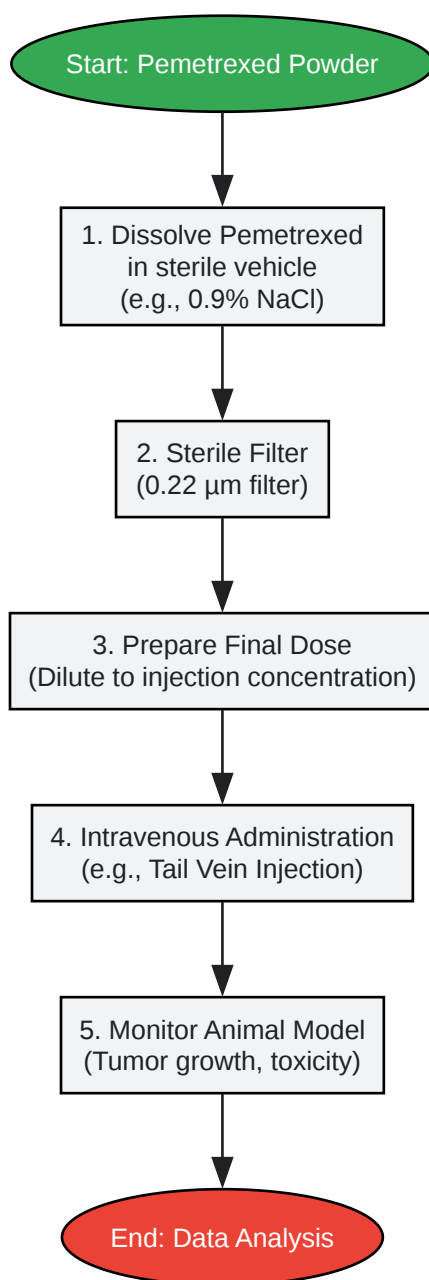 Start: Pemetrexed Powder
1. Dissolve Pemetrexed
in sterile vehicle
(e.g., 0.9% NaCl)
2. Sterile Filter
(0.22 µm filter)
3. Prepare Final Dose
(Dilute to injection concentration)
4. Intravenous Administration
(e.g., Tail Vein Injection)
5. Monitor Animal Model
(Tumor growth, toxicity)
End: Data Analysis